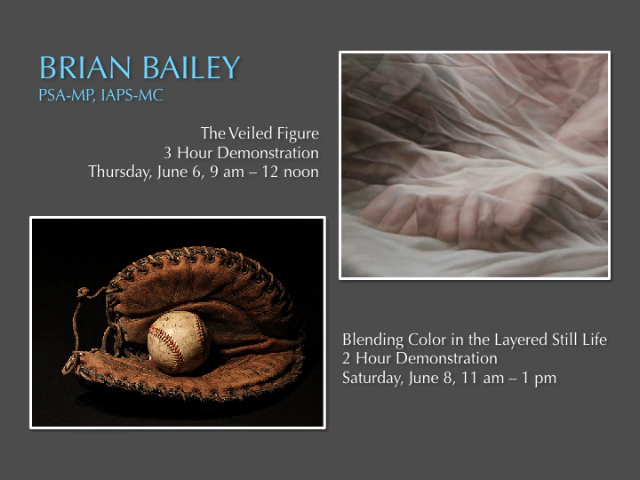 BRIAN BAILEY
PSA-MP, IAPS-MC
The Veiled Figure
3 Hour Demonstration
Thursday, June 6, 9 am – 12 noon
Blending Color in the Layered Still Life
2 Hour Demonstration
Saturday, June 8, 11 am – 1 pm